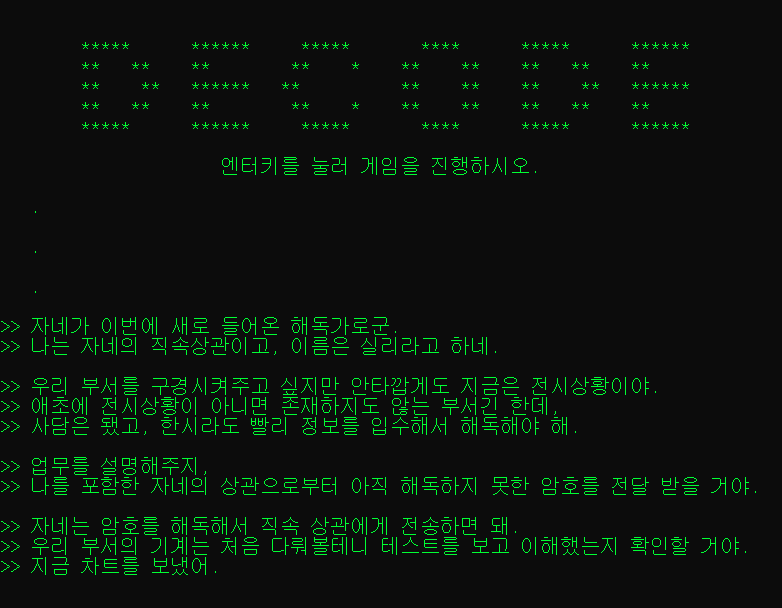 DECODE
엔터키를 눌러 게임을 진행하시오.
.
.
.
>> 자네가 이번에 새로 들어온 해독가로군.
>> 나는 자네의 직속상관이고, 이름은 실리라고 하네.
>> 우리 부서를 구경시켜주고 싶지만 안타깝게도 지금은 전시상황이야.
>> 애초에 전시상황이 아니면 존재하지도 않는 부서긴 한데,
>> 사담은 됐고, 한시라도 빨리 정보를 입수해서 해독해야 해.
>> 업무를 설명해주지,
>> 나를 포함한 자네의 상관으로부터 아직 해독하지 못한 암호를 전달 받을 거야.
>> 자네는 암호를 해독해서 직속 상관에게 전송하면 돼.
>> 우리 부서의 기계는 처음 다뤄볼테니 테스트를 보고 이해했는지 확인할 거야.
>> 지금 차트를 보냈어.